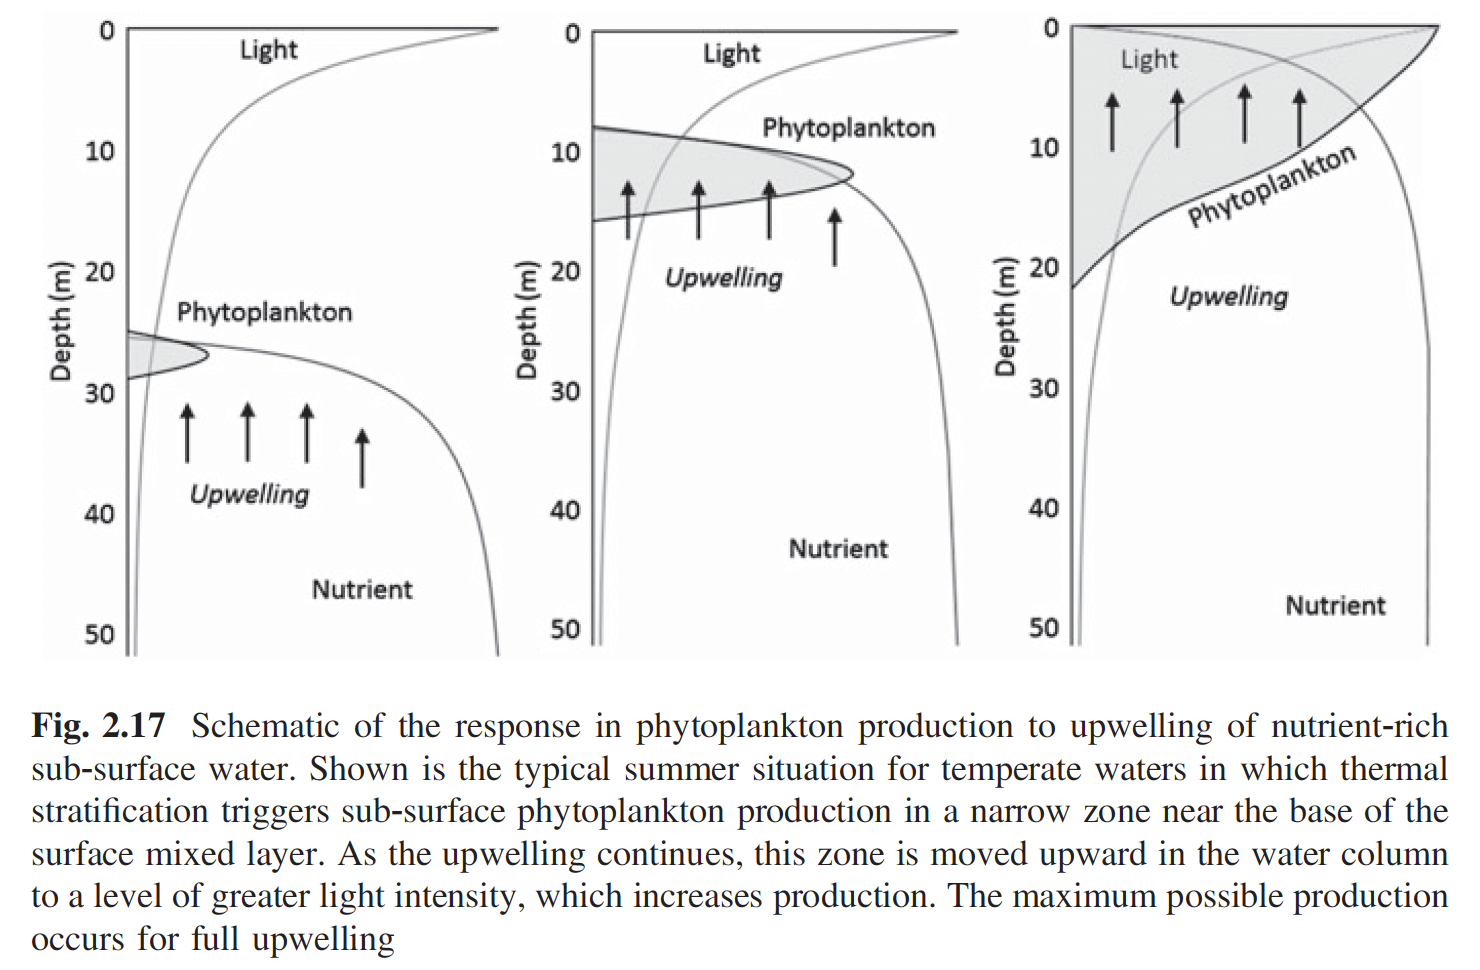 0
Light
10
20
Phytoplankton
30
Upwelling
40
Nutrient
50
Depth (m)
0
Light
Phytoplankton
10
20
Upwelling
30
40
Nutrient
50
Depth (m)
0
Light
10
Phytoplankton
20
Upwelling
30
40
Nutrient
50
Depth (m)
Fig. 2.17 Schematic of the response in phytoplankton production to upwelling of nutrient-rich
sub-surface water. Shown is the typical summer situation for temperate waters in which thermal
stratification triggers sub-surface phytoplankton production in a narrow zone near the base of the
surface mixed layer. As the upwelling continues, this zone is moved upward in the water column
to a level of greater light intensity, which increases production. The maximum possible production
occurs for full upwelling